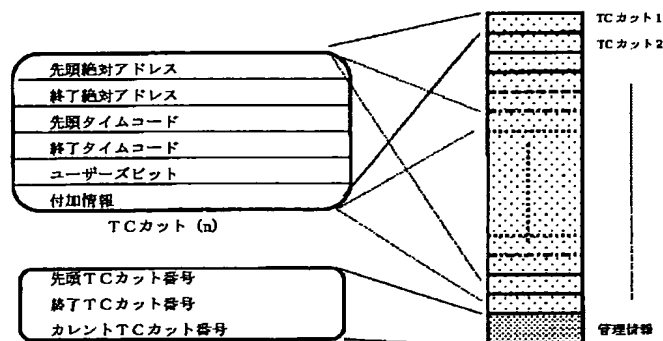 先頭絶対アドレス
終了絶対アドレス
先頭タイムコード
終了タイムコード
ユーザーズビット
付加情報
TCカット (n)
先頭TCカット番号
終了TCカット番号
カレントTCカット番号
TCカット1
TCカット2
管理情報